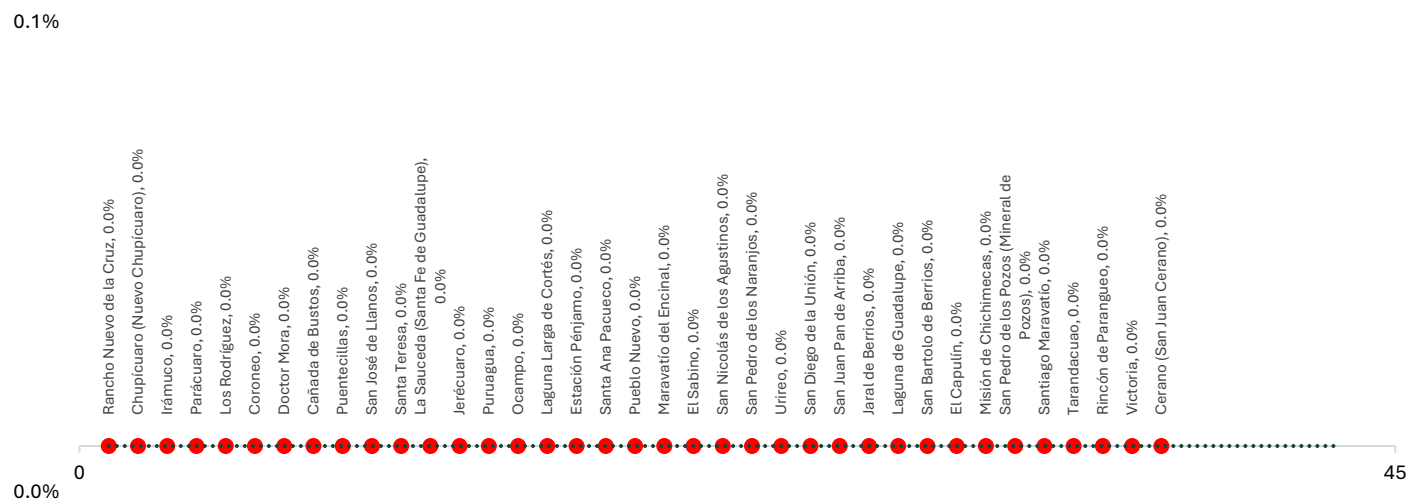 0.1%
Rancho Nuevo de la Cruz, 0.0%
Chupícuaro (Nuevo Chupícuaro), 0.0%
Irámuco, 0.0%
Parácuaro, 0.0%
Los Rodríguez, 0.0%
Coroneo, 0.0%
Doctor Mora, 0.0%
Cañada de Bustos, 0.0%
Puentecillas, 0.0%
San José de Llanos, 0.0%
Santa Teresa, 0.0%
La Sauceda (Santa Fe de Guadalupe),
0.0%
Jerécuaro, 0.0%
Puruagua, 0.0%
Ocampo, 0.0%
Laguna Larga de Cortés, 0.0%
Estación Pénjamo, 0.0%
Santa Ana Pacueco, 0.0%
Pueblo Nuevo, 0.0%
Maravatío del Encinal, 0.0%
El Sabino, 0.0%
San Nicolás de los Agustinos, 0.0%
San Pedro de los Naranjos, 0.0%
Urireo, 0.0%
San Diego de la Unión, 0.0%
San Juan Pan de Arriba, 0.0%
Jaral de Berrios, 0.0%
Laguna de Guadalupe, 0.0%
San Bartolo de Berrios, 0.0%
El Capulín, 0.0%
Misión de Chichimecas, 0.0%
San Pedro de los Pozos (Mineral de
Pozos), 0.0%
Santiago Maravatío, 0.0%
Tarandacuao, 0.0%
Rincón de Parangueo, 0.0%
Victoria, 0.0%
Cerano (San Juan Cerano), 0.0%
0
45
0.0%